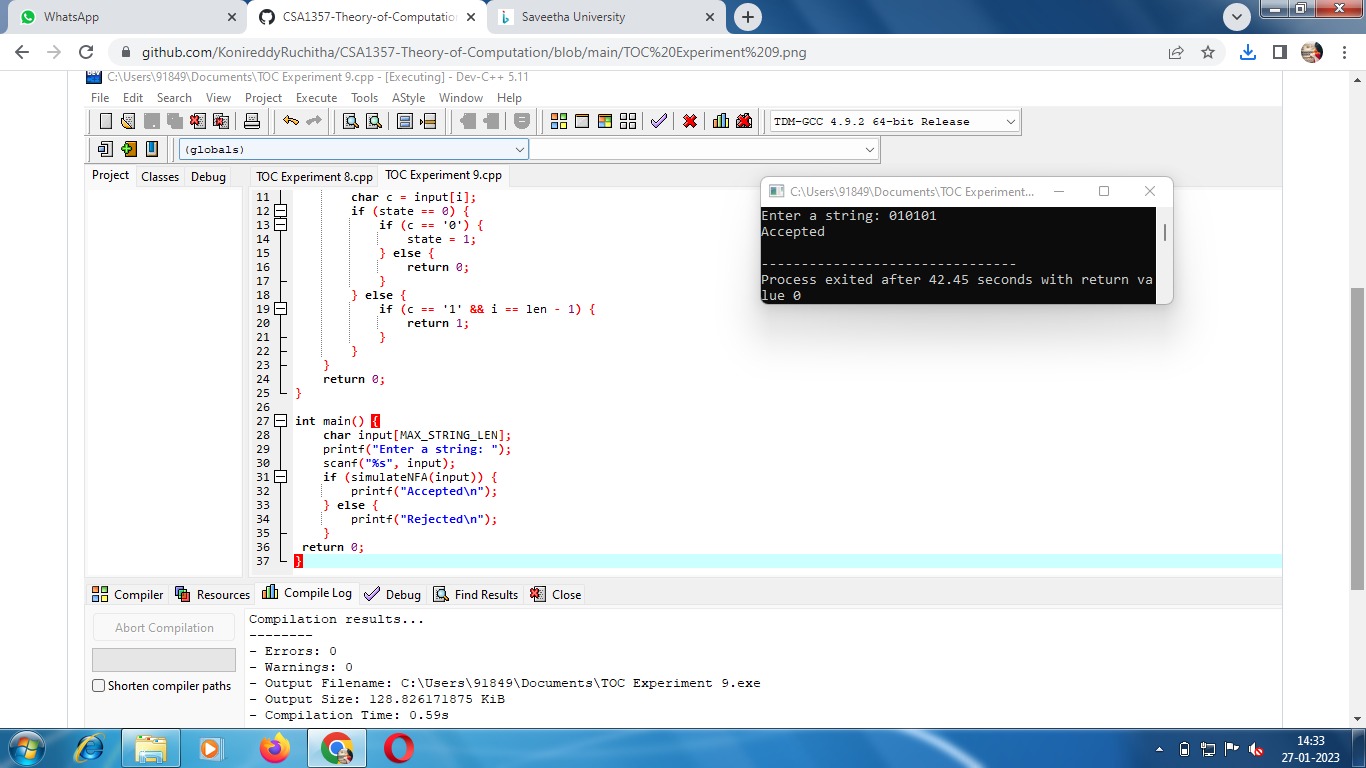 WhatsApp
CSA1357-Theory-of-Computation
Saveetha University
github.com/KonireddyRuchitha/CSA1357-Theory-of-Computation/blob/main/TOC%20Experiment%209.png
C:\Users\91849\Documents\TOC Experiment 9.cpp - [Executing] - Dev-C++ 5.11
File Edit Search View Project Execute Tools AStyle Window Help
TDM-GCC 4.9.2 64-bit Release
(globals)
Project Classes Debug
TOC Experiment 8.cpp TOC Experiment 9.cpp
11 char c = input[i];
12 if (state == 0) {
13 if (c == '0') {
14 state = 1;
15 } else {
16 return 0;
17 }
18 } else {
19 if (c == '1' && i == len - 1) {
20 return 1;
21 }
22 }
23 }
24 return 0;
25 }
26
27 int main() {
28 char input[MAX_STRING_LEN];
29 printf("Enter a string: ");
30 scanf("%s", input);
31 if (simulateNFA(input)) {
32 printf("Accepted\n");
33 } else {
34 printf("Rejected\n");
35 }
36 return 0;
37 }
C:\Users\91849\Documents\TOC Experiment...
Enter a string: 010101
Accepted
--------------------------------
Process exited after 42.45 seconds with return va
lue 0
Compiler Resources Compile Log Debug Find Results Close
Abort Compilation
Shorten compiler paths
Compilation results...
--------
- Errors: 0
- Warnings: 0
- Output Filename: C:\Users\91849\Documents\TOC Experiment 9.exe
- Output Size: 128.826171875 KiB
- Compilation Time: 0.59s
14:33
27-01-2023